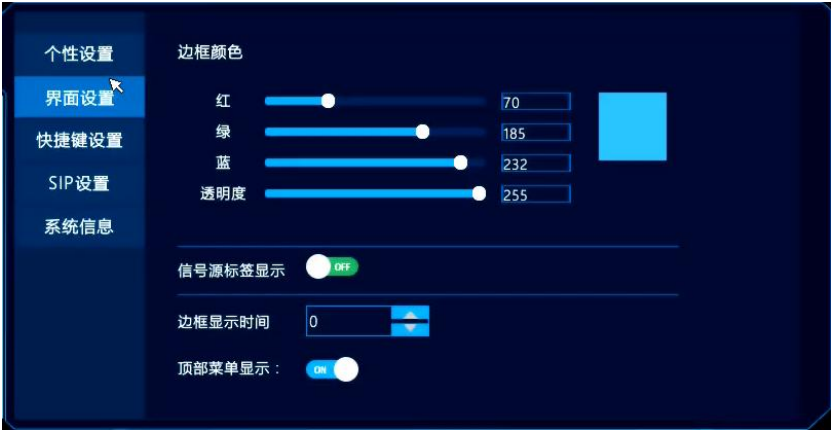 个性设置
界面设置
快捷键设置
SIP设置
系统信息
边框颜色
红 70
绿 185
蓝 232
透明度 255
信号源标签显示 OFF
边框显示时间 0
顶部菜单显示： ON